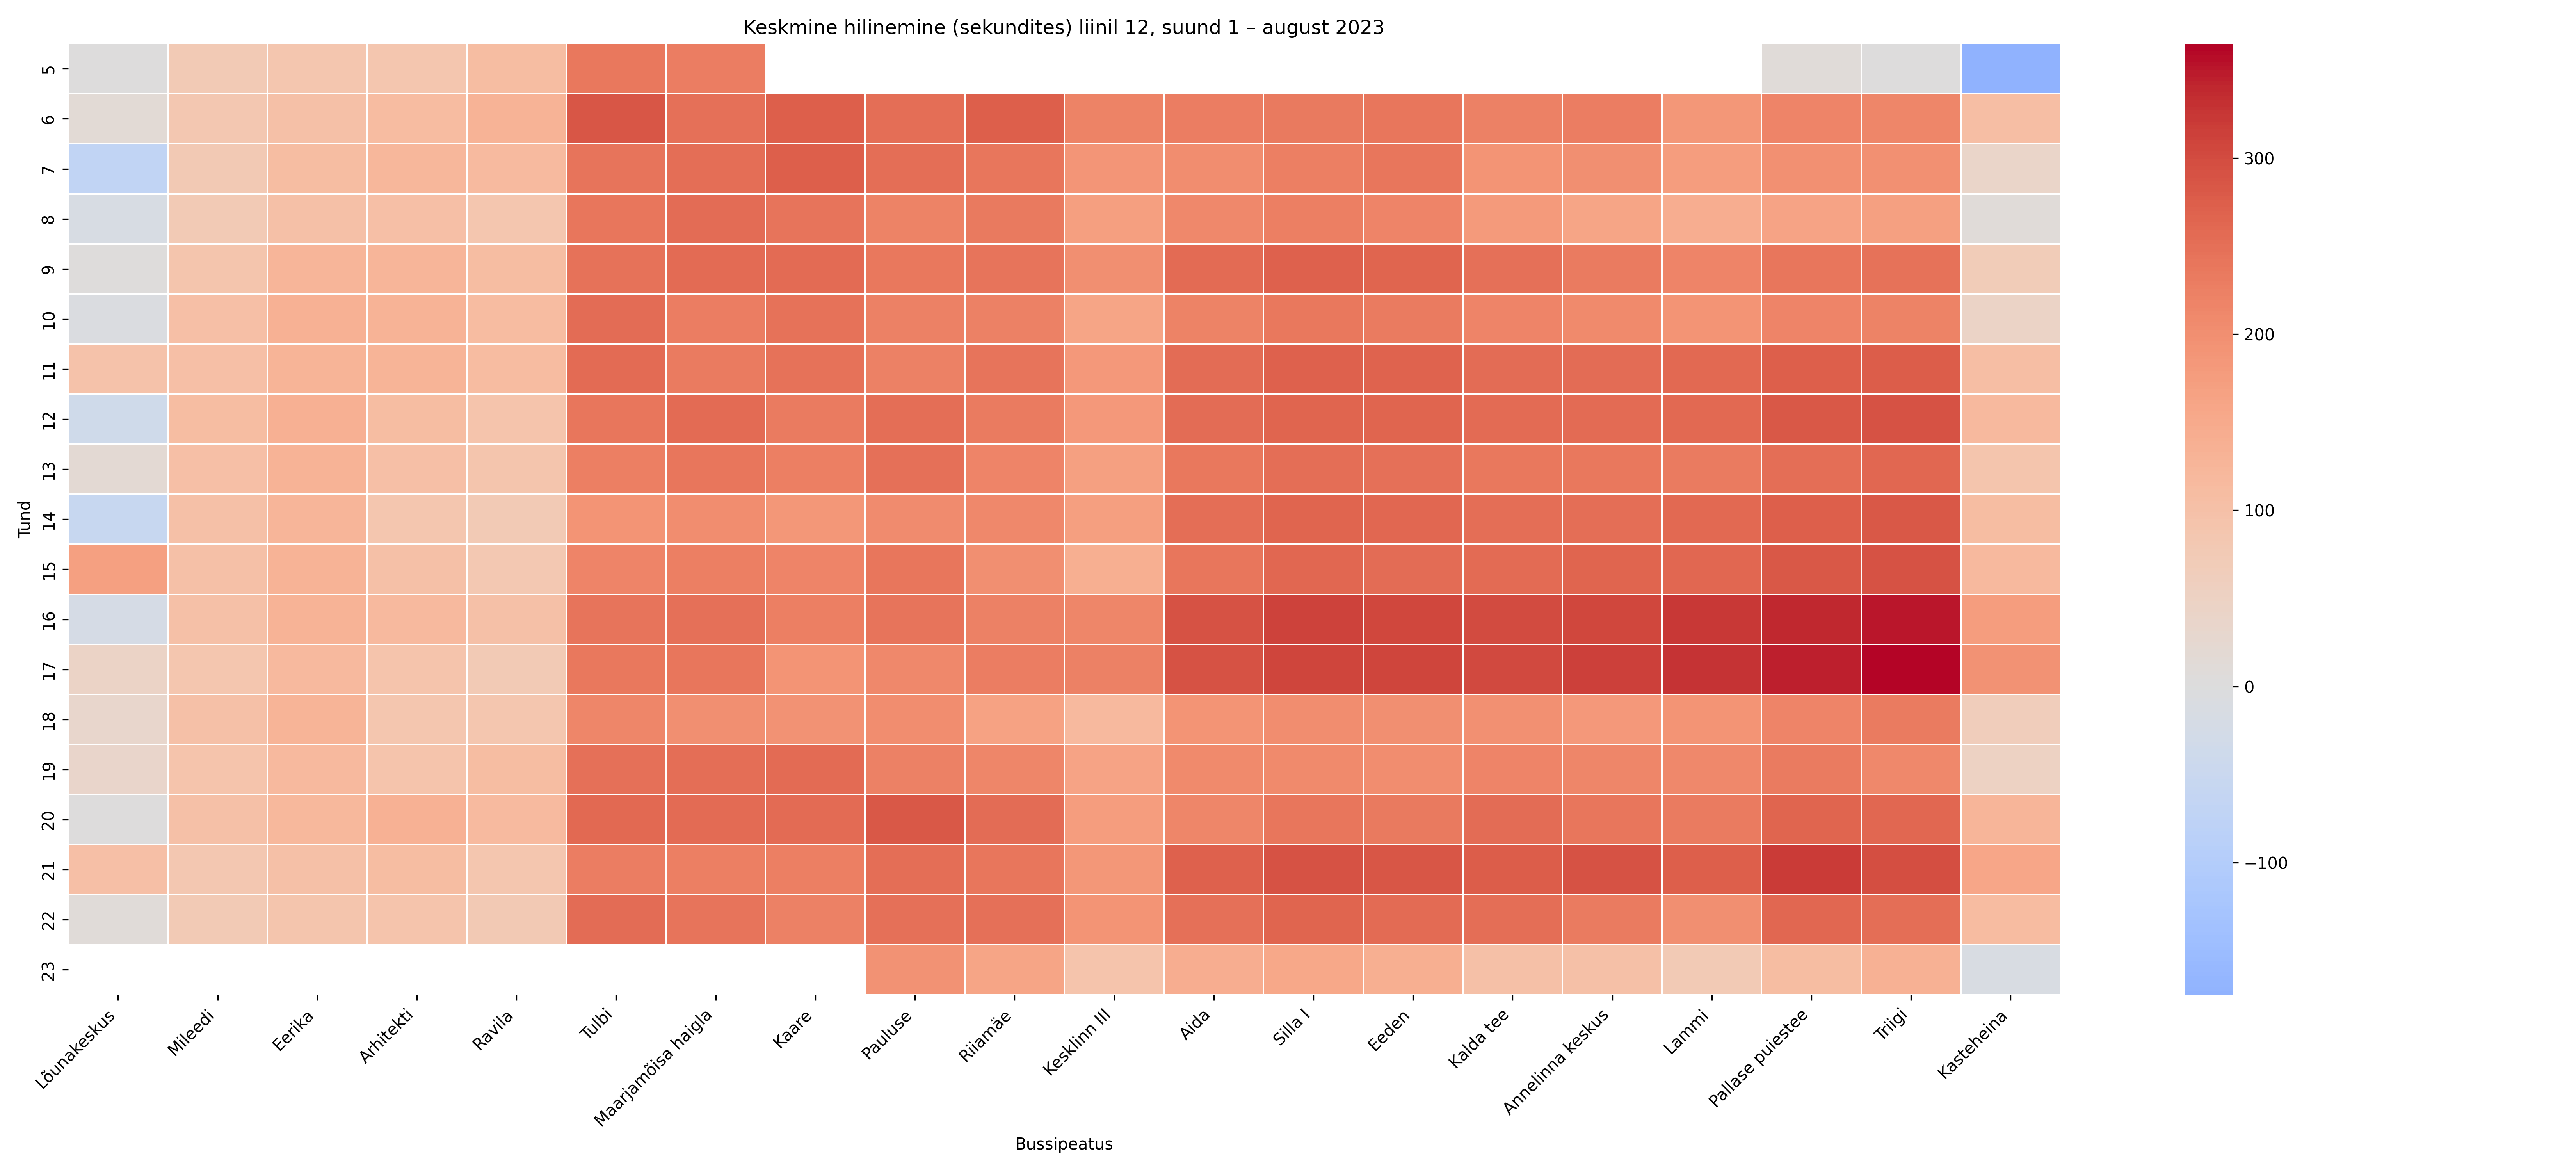 Keskmine hilinemine (sekundites) liinil 12, suund 1 – august 2023
Tund
5
6
7
8
9
10
11
12
13
14
15
16
17
18
19
20
21
22
23
Lõunakeskus
Mileedi
Eerika
Arhitekti
Ravila
Tulbi
Maarjamõisa haigla
Kaare
Pauluse
Riiamäe
Kesklinn III
Aida
Silla I
Eeden
Kalda tee
Annelinna keskus
Lammi
Pallase puiestee
Triigi
Kasteheina
Bussipeatus
300
200
100
0
−100